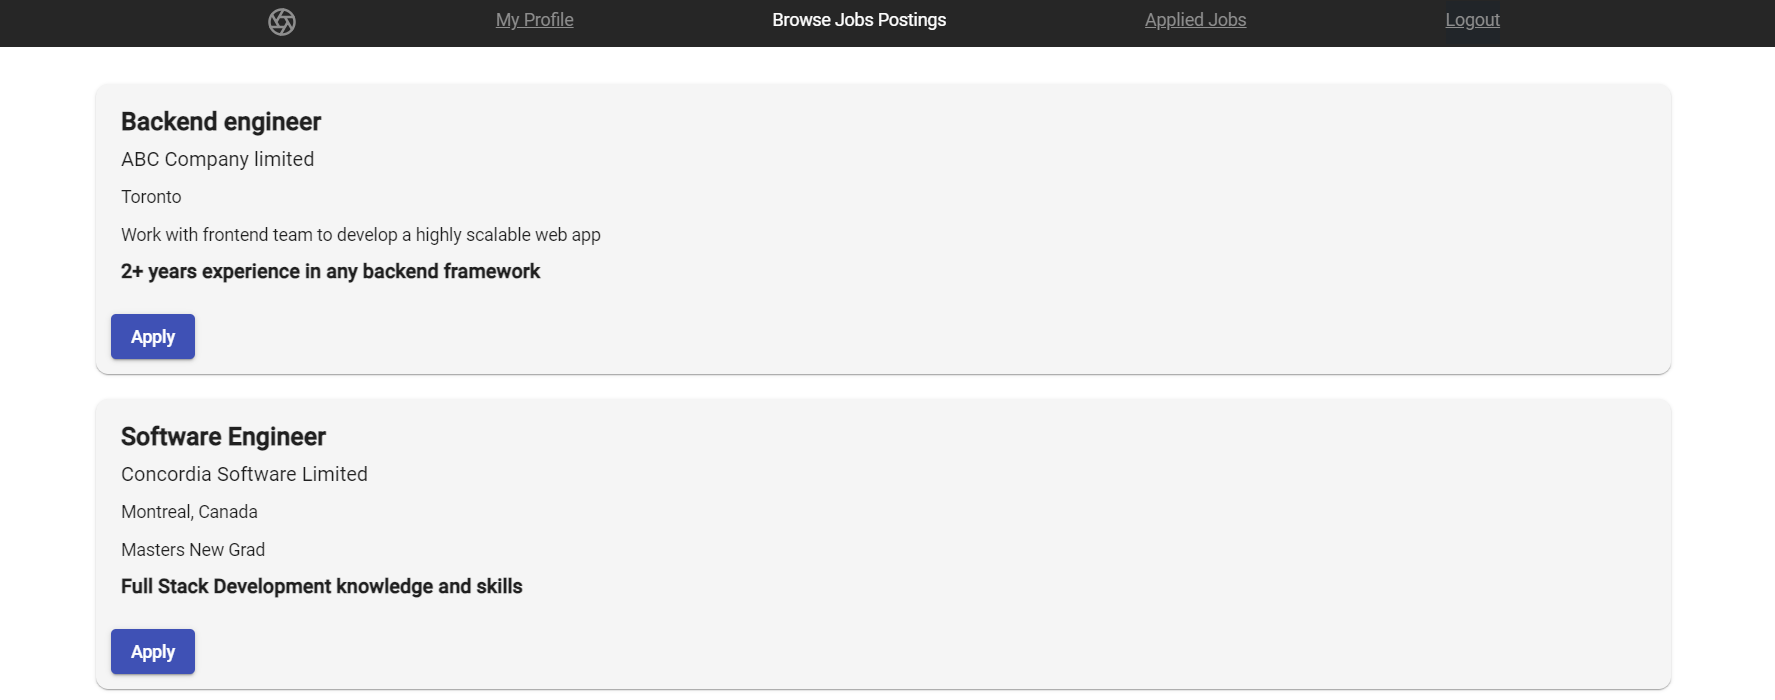 My Profile Browse Jobs Postings Applied Jobs Logout
Backend engineer
ABC Company limited
Toronto
Work with frontend team to develop a highly scalable web app
2+ years experience in any backend framework
Apply
Software Engineer
Concordia Software Limited
Montreal, Canada
Masters New Grad
Full Stack Development knowledge and skills
Apply